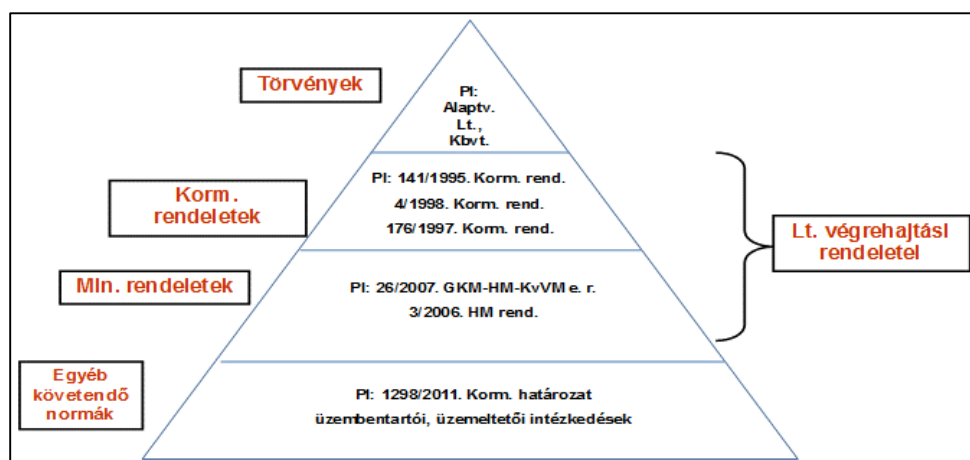 Törvények
Pl:
Alaptv.
Lt.,
Kbvt.
Korm.
rendeletek
Pl: 141/1995. Korm. rend.
4/1998. Korm. rend.
176/1997. Korm. rend.
Lt. végrehajtási
rendeletei
Min. rendeletek
Pl: 26/2007. GKM-HM-KvVM e. r.
3/2006. HM rend.
Egyéb
követendő
normák
Pl: 1298/2011. Korm. határozat
üzembentartói, üzemeltetői intézkedések